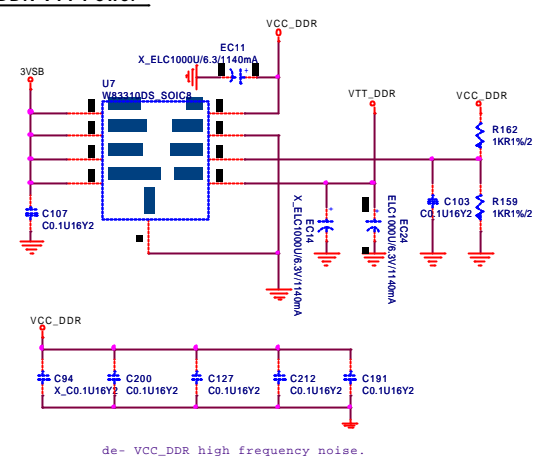 VCC_DDR
EC11
X_ELC1000U/6.3/1140mA
3VSB
U7
W83310DS_SOIC8
VTT_DDR
VCC_DDR
R162
1KR1%/2
C107
C0.1U16Y2
EC14
X_ELC1000U/6.3V/1140mA
EC24
ELC1000U/6.3V/1140mA
C103
C0.1U16Y2
R159
1KR1%/2
VCC_DDR
C94
X_C0.1U16Y2
C200
C0.1U16Y2
C127
C0.1U16Y2
C212
C0.1U16Y2
C191
C0.1U16Y2
de- VCC_DDR high frequency noise.